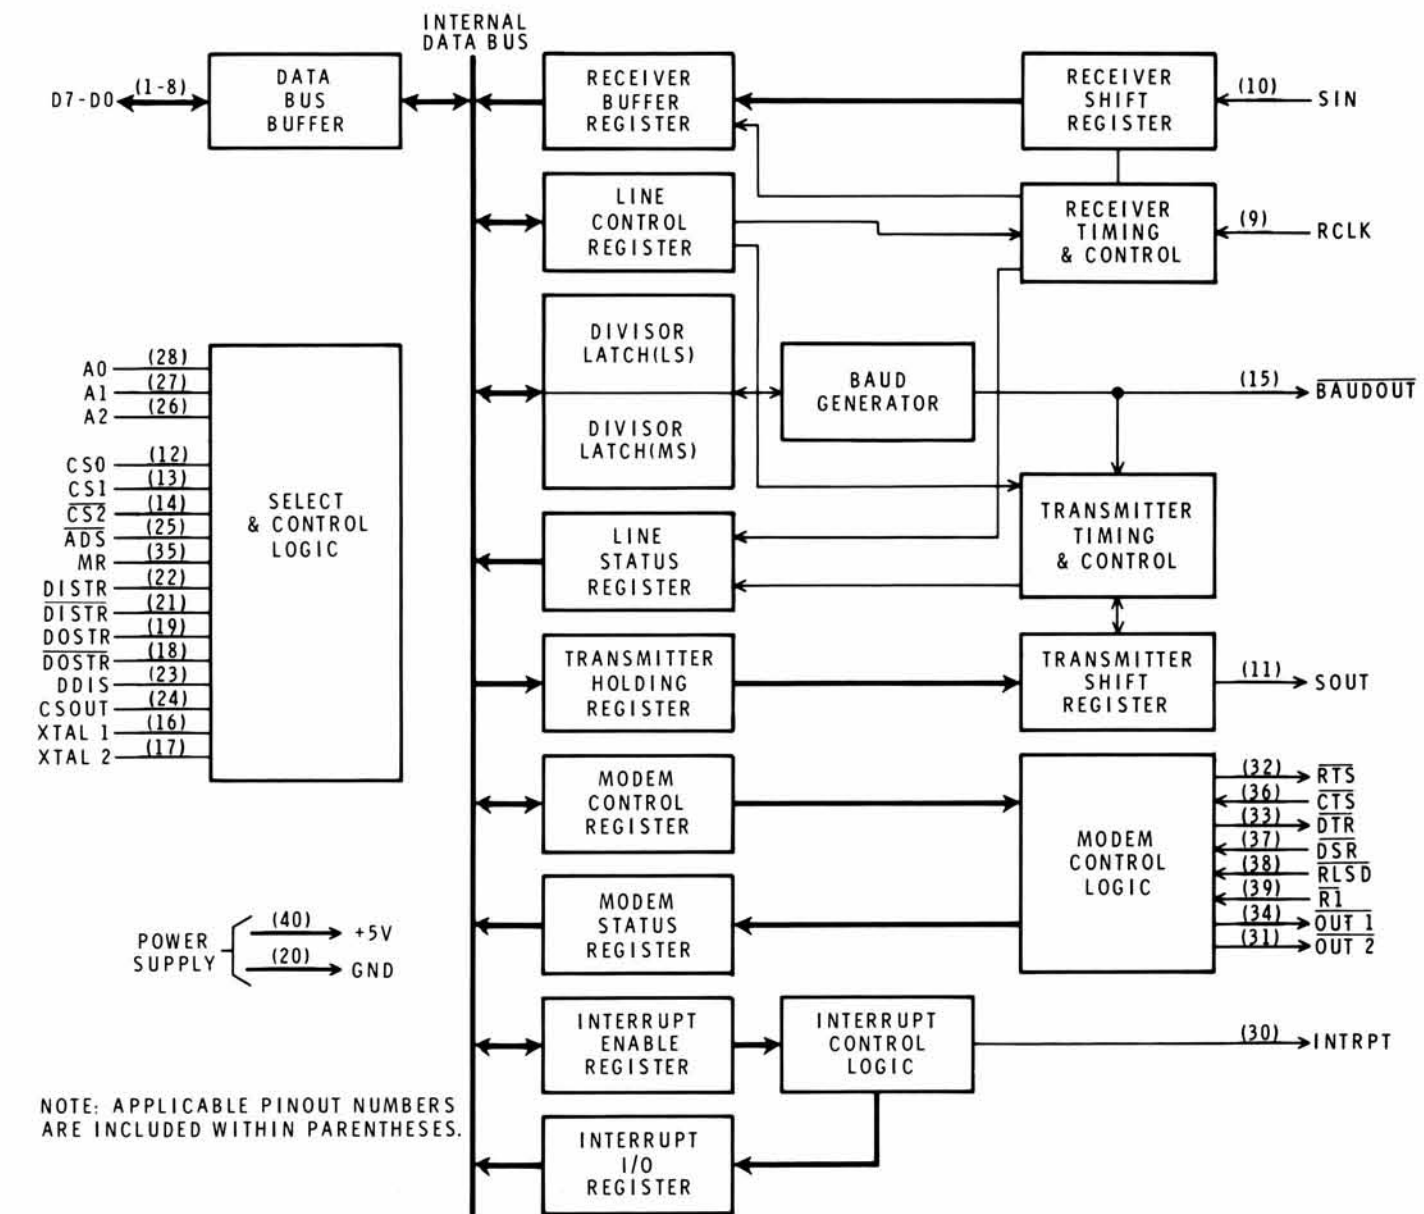 INTERNAL
DATA BUS
D7-D0
(1-8)
DATA
BUS
BUFFER
RECEIVER
BUFFER
REGISTER
RECEIVER
SHIFT
REGISTER
(10)
SIN
LINE
CONTROL
REGISTER
RECEIVER
TIMING
& CONTROL
(9)
RCLK
DIVISOR
LATCH(LS)
DIVISOR
LATCH(MS)
BAUD
GENERATOR
(15)
BAUDOUT
A0 (28)
A1 (27)
A2 (26)
CS0 (12)
CS1 (13)
CS2 (14)
ADS (25)
MR (35)
DISTR (22)
DISTR (21)
DOSTR (19)
DOSTR (18)
DDIS (23)
CSOUT (24)
XTAL 1 (16)
XTAL 2 (17)
SELECT
& CONTROL
LOGIC
LINE
STATUS
REGISTER
TRANSMITTER
TIMING
& CONTROL
TRANSMITTER
HOLDING
REGISTER
TRANSMITTER
SHIFT
REGISTER
(11)
SOUT
MODEM
CONTROL
REGISTER
MODEM
CONTROL
LOGIC
(32) RTS
(36) CTS
(33) DTR
(37) DSR
(38) RLSD
(39) R1
(34) OUT 1
(31) OUT 2
MODEM
STATUS
REGISTER
POWER
SUPPLY
(40) +5V
(20) GND
INTERRUPT
ENABLE
REGISTER
INTERRUPT
CONTROL
LOGIC
(30)
INTRPT
INTERRUPT
I/O
REGISTER
NOTE: APPLICABLE PINOUT NUMBERS
ARE INCLUDED WITHIN PARENTHESES.